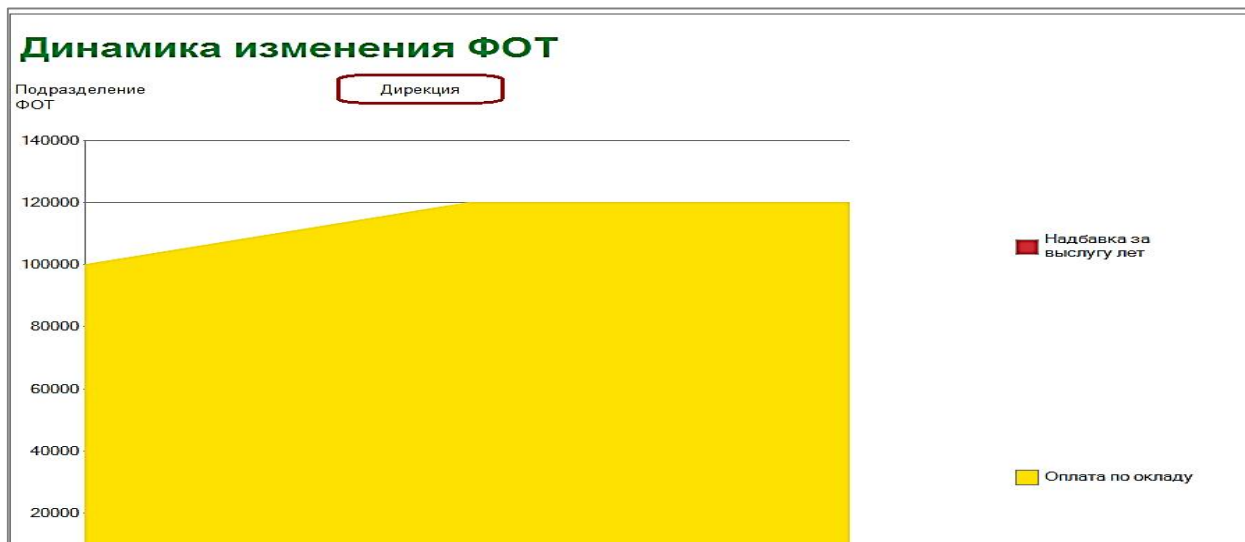 Динамика изменения ФОТ
Подразделение
Дирекция
ФОТ
140000
120000
100000
80000
60000
40000
20000
Надбавка за
выслугу лет
Оплата по окладу